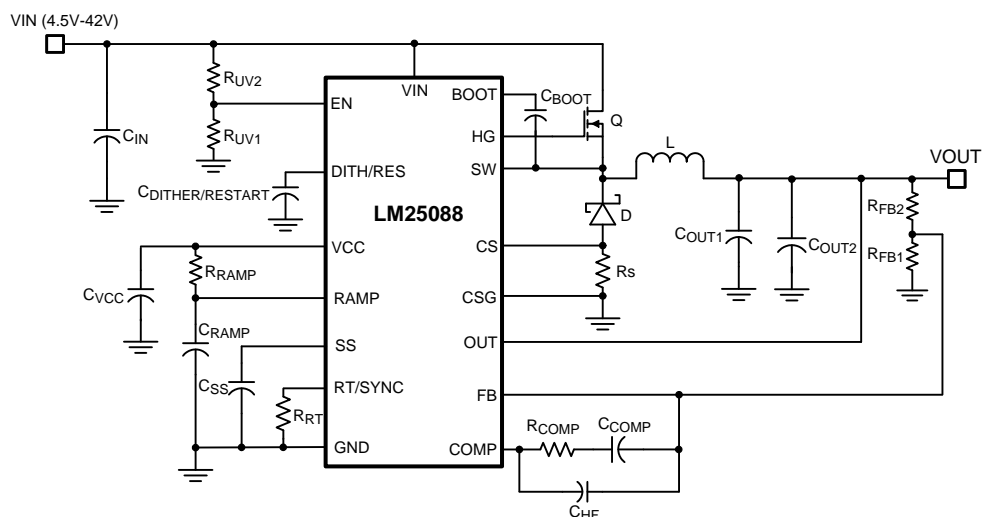 VIN (4.5V-42V)
VIN
BOOT
CBOOT
RUV2
EN
HG
Q
CIN
RUV1
L
VOUT
SW
DITH/RES
CDITHER/RESTART
LM25088
D
RFB2
COUT1
COUT2
VCC
CS
RFB1
RRAMP
Rs
CVCC
RAMP
CSG
CRAMP
SS
OUT
CSS
RT/SYNC
FB
RRT
RCOMP
CCOMP
GND
COMP
CHF